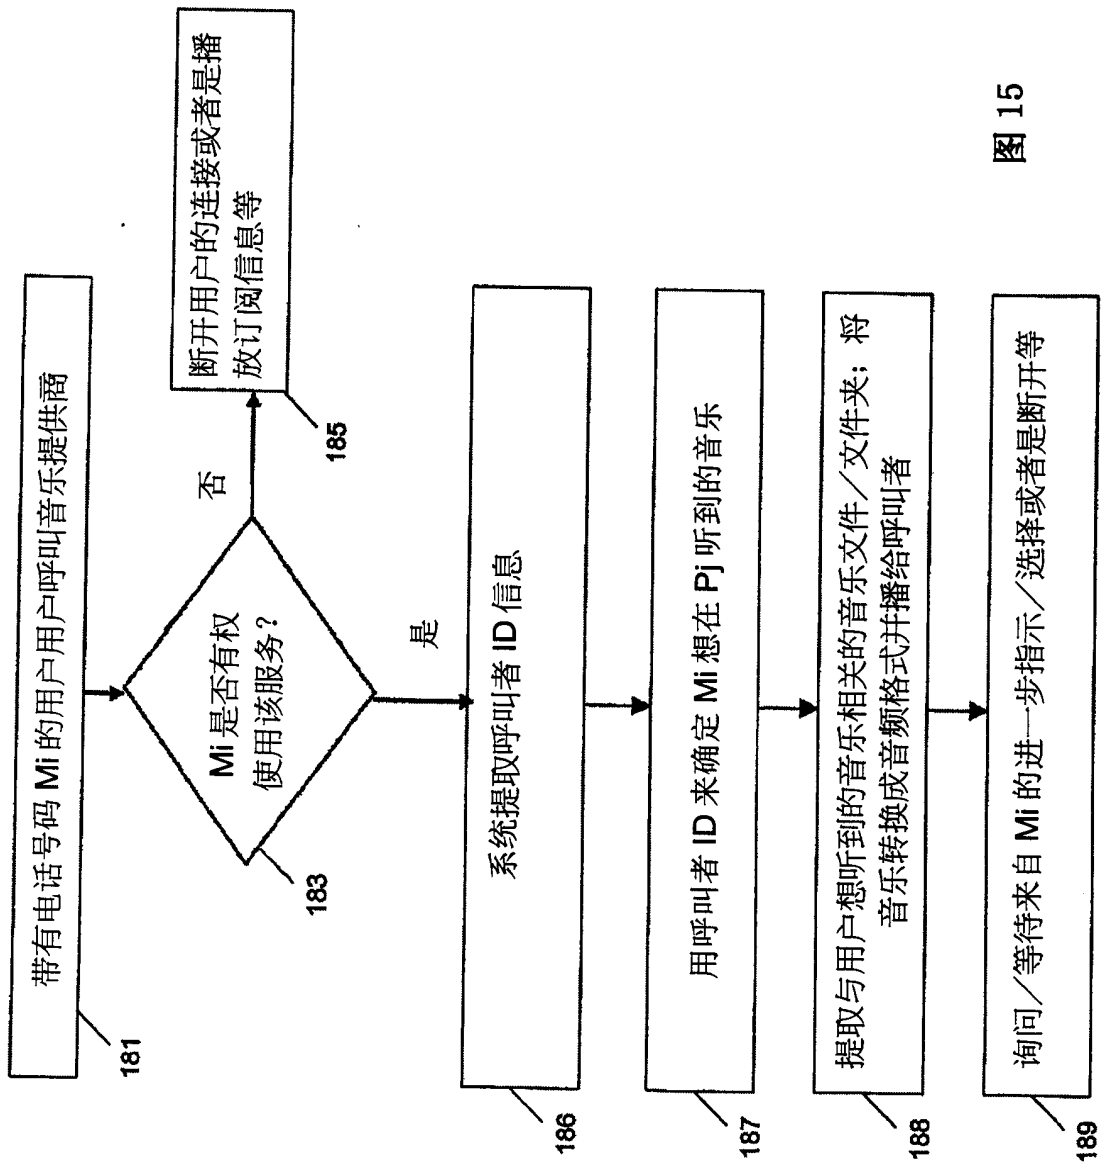 带有电话号码 Mi 的用户呼叫音乐提供商
181
Mi 是否有权
使用该服务？
183
否
断开用户的连接或者是播
放订阅信息等
185
是
系统提取呼叫者 ID 信息
186
用呼叫者 ID 来确定 Mi 想在 Pj 听到的音乐
187
提取与用户想听到的音乐相关的音乐文件／文件夹；将
音乐转换成音频格式并播给呼叫者
188
询问／等待来自 Mi 的进一步指示／选择或者是断开等
189
图 15